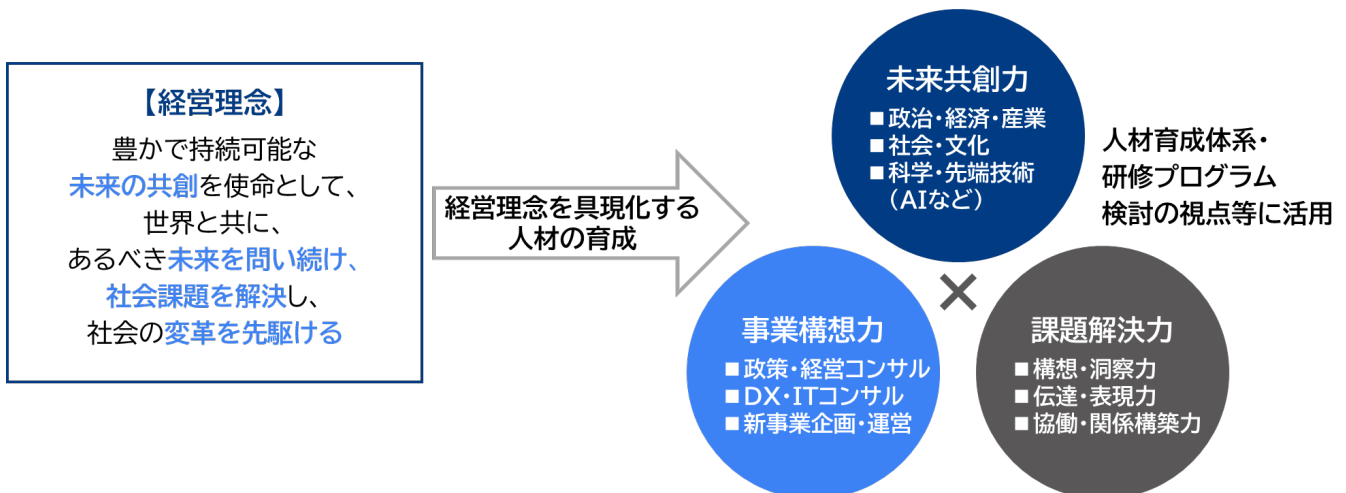 【経営理念】
豊かで持続可能な
未来の共創を使命として、
世界と共に、
あるべき未来を問い続け、
社会課題を解決し、
社会の変革を先駆ける
経営理念を具現化する
人材の育成
未来共創力
■政治・経済・産業
■社会・文化
■科学・先端技術
（AIなど）
人材育成体系・
研修プログラム
検討の視点等に活用
×
事業構想力
■政策・経営コンサル
■DX・ITコンサル
■新事業企画・運営
課題解決力
■構想・洞察力
■伝達・表現力
■協働・関係構築力